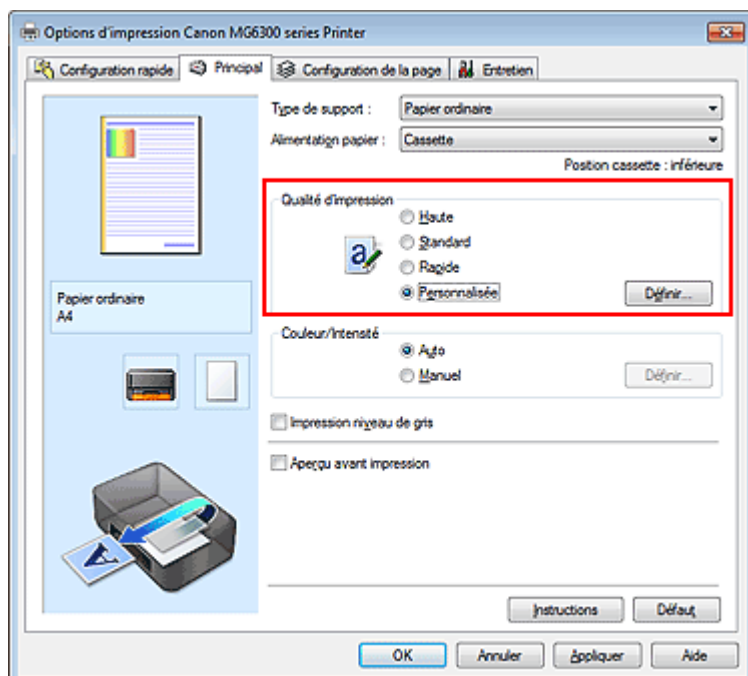 Options d'impression Canon MG6300 series Printer
Configuration rapide Principal Configuration de la page Entretien
Type de support : Papier ordinaire
Alimentation papier : Cassette
Position cassette : inférieure
Qualité d'impression
Haute
Standard
Rapide
Personnalisée Définir...
Papier ordinaire
A4
Couleur/Intensité
Auto
Manuel Définir...
Impression niveau de gris
Aperçu avant impression
Instructions Défaut
OK Annuler Appliquer Aide